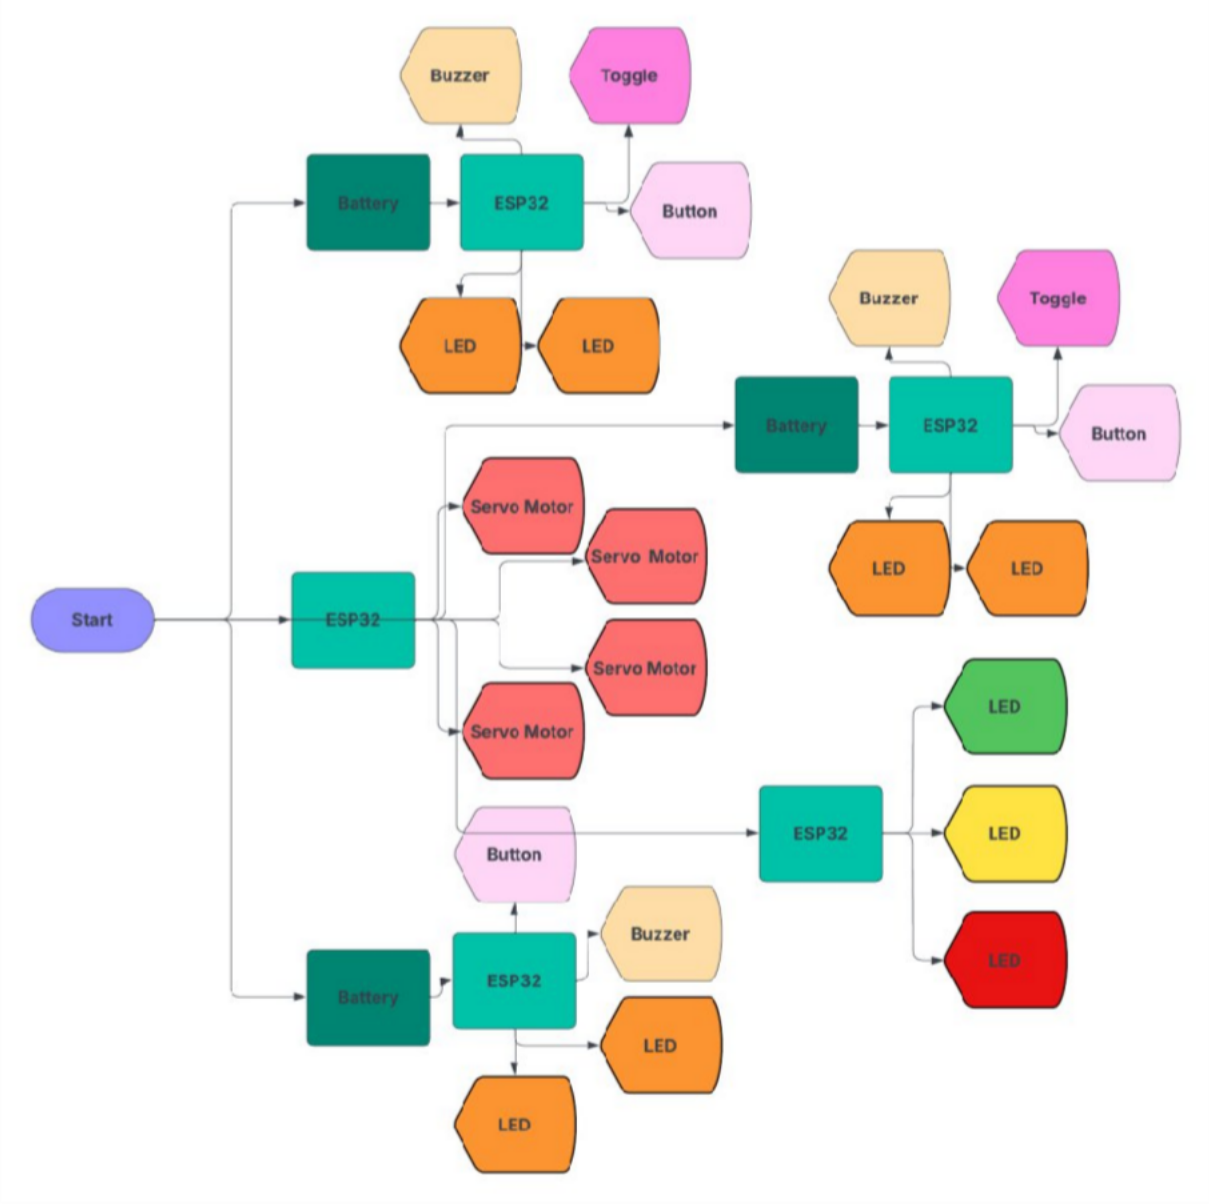 Buzzer
Toggle
Battery
ESP32
Button
LED
LED
Buzzer
Toggle
Battery
ESP32
Button
LED
LED
Servo Motor
Servo Motor
Start
ESP32
Servo Motor
Servo Motor
LED
ESP32
LED
LED
Button
Buzzer
Battery
ESP32
LED
LED